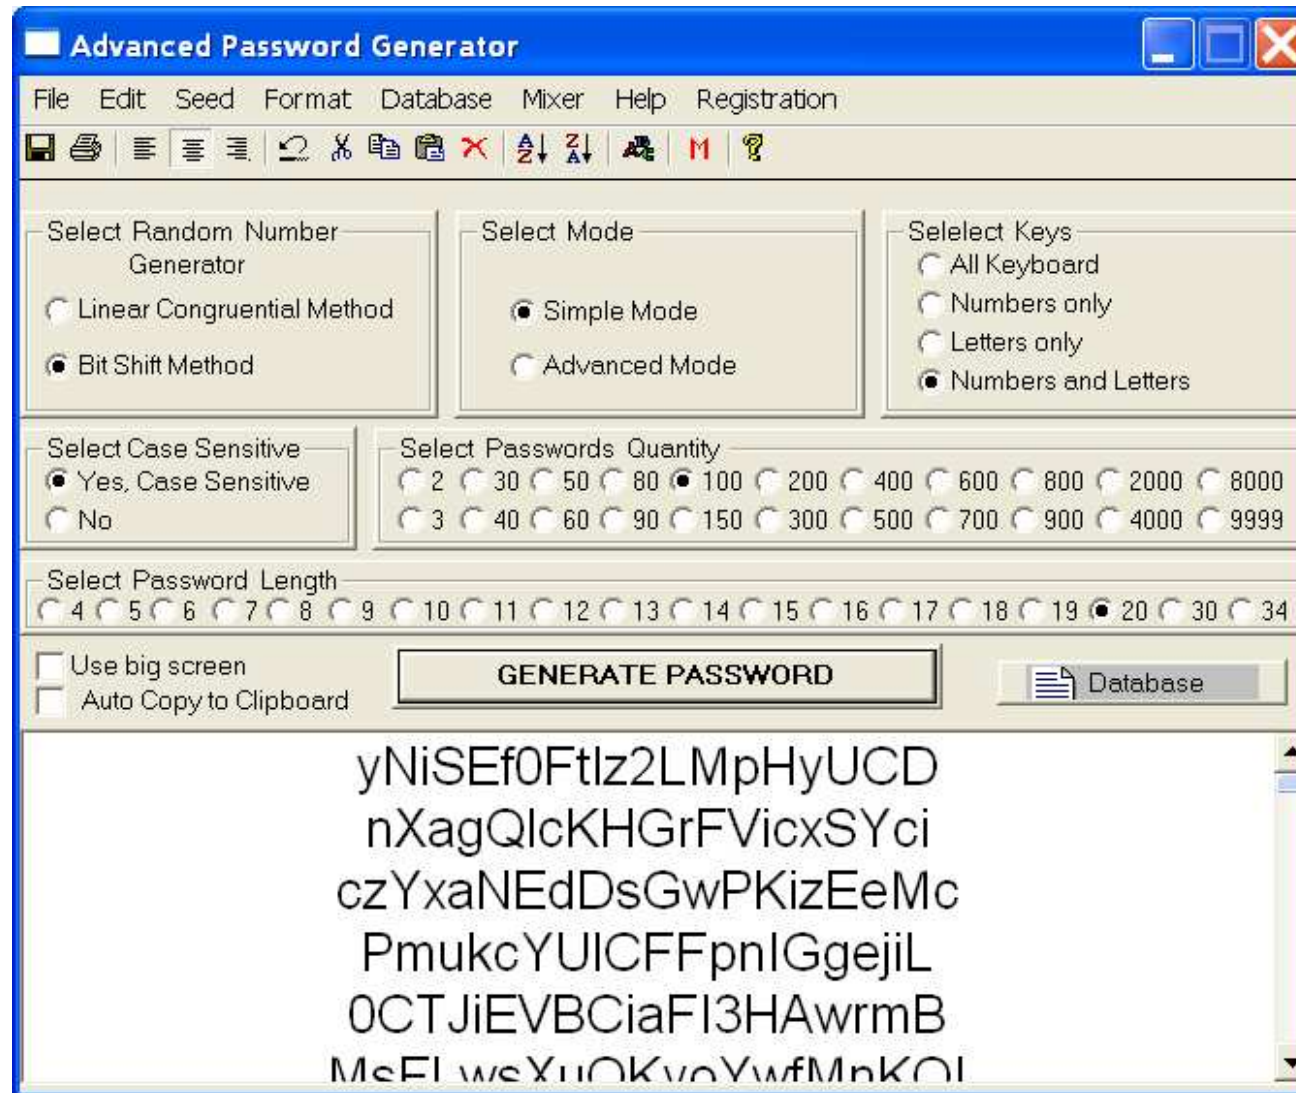 Advanced Password Generator
File Edit Seed Format Database Mixer Help Registration
Select Random Number Generator
Linear Congruential Method
Bit Shift Method
Select Mode
Simple Mode
Advanced Mode
Selelect Keys
All Keyboard
Numbers only
Letters only
Numbers and Letters
Select Case Sensitive
Yes, Case Sensitive
No
Select Passwords Quantity
2 30 50 80 100 200 400 600 800 2000 8000
3 40 60 90 150 300 500 700 900 4000 9999
Select Password Length
4 5 6 7 8 9 10 11 12 13 14 15 16 17 18 19 20 30 34
Use big screen
Auto Copy to Clipboard
GENERATE PASSWORD
Database
yNiSEf0FtIz2LMpHyUCD
nXagQlcKHGrFVicxSYci
czYxaNEdDsGwPKizEeMc
PmukcYUlCFFpnIGgejiL
0CTJiEVBCiaFI3HAwrmB